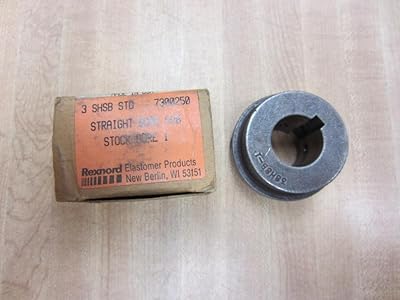 3 SHSB STD 7300250
STRAIGHT
STOCK BORE 1
Rexnord
Elastomer Products
New Berlin, WI 53151